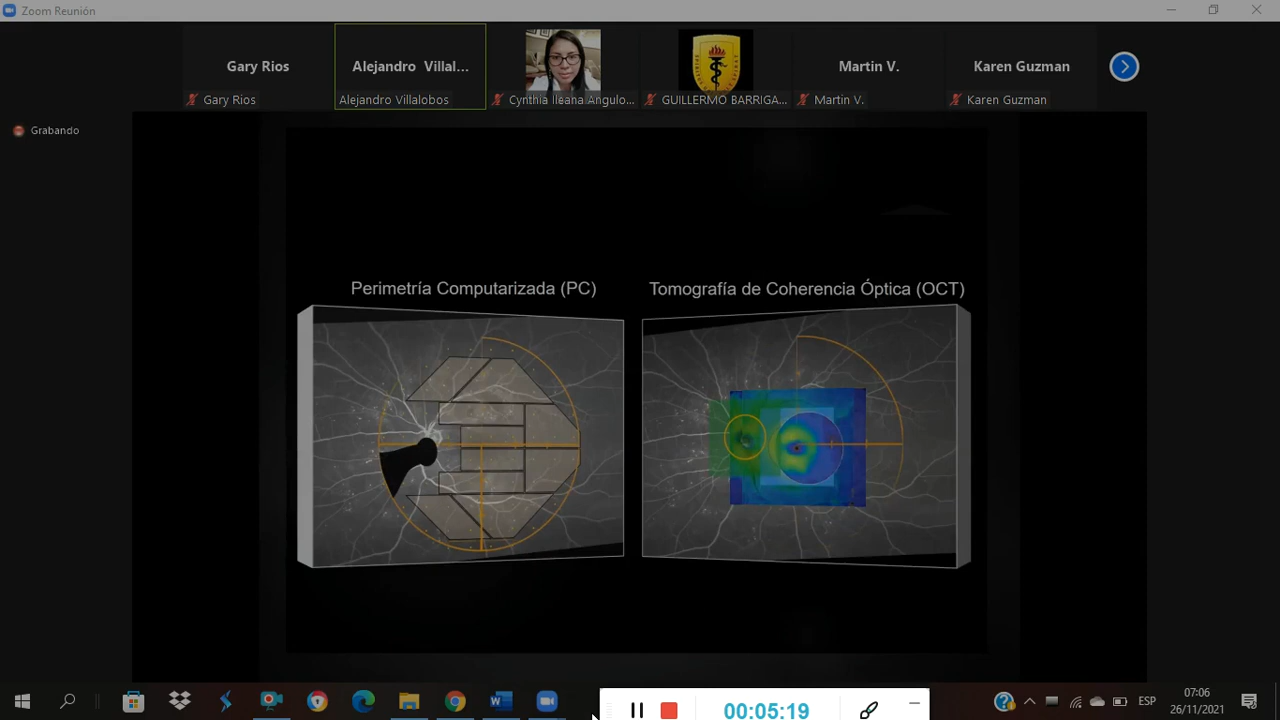 Zoom Reunión
Gary Rios
Alejandro Villal...
Martin V.
Karen Guzman
Gary Rios
Alejandro Villalobos
Cynthia Ileana Angulo...
GUILLERMO BARRIGA...
Martin V.
Karen Guzman
Grabando
Perimetría Computarizada (PC)
Tomografía de Coherencia Óptica (OCT)
00:05:19
ESP
07:06
26/11/2021